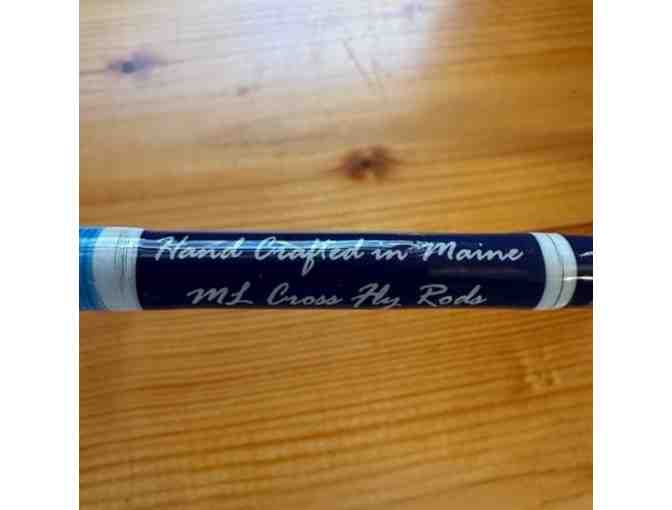 Hand Crafted in Maine
ML Cross Fly Rods